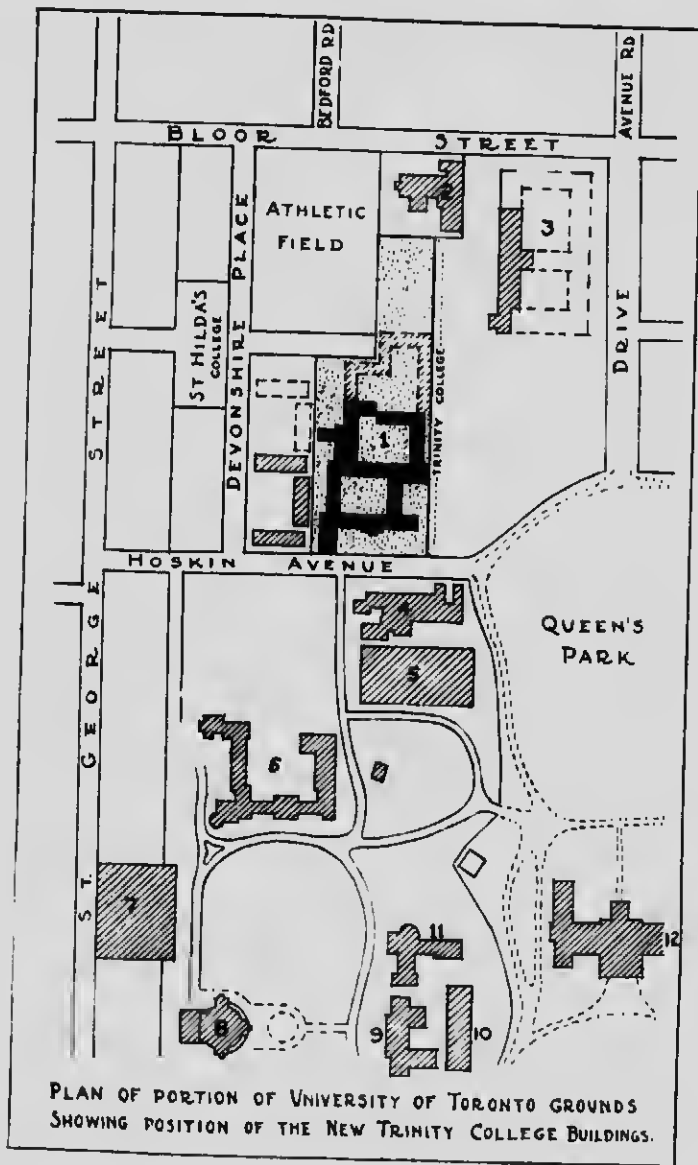 BEDFORD RD
AVENUE RD
BLOOR STREET
ATHLETIC
FIELD
2
3
DEVONSHIRE PLACE
ST HILDA'S
COLLEGE
DRIVE
TRINITY COLLEGE
1
HOSKIN AVENUE
ST. GEORGE STREET
4
QUEEN'S
PARK
5
6
7
11
12
8
9
10
PLAN OF PORTION OF UNIVERSITY OF TORONTO GROUNDS
SHOWING POSITION OF THE NEW TRINITY COLLEGE BUILDINGS.